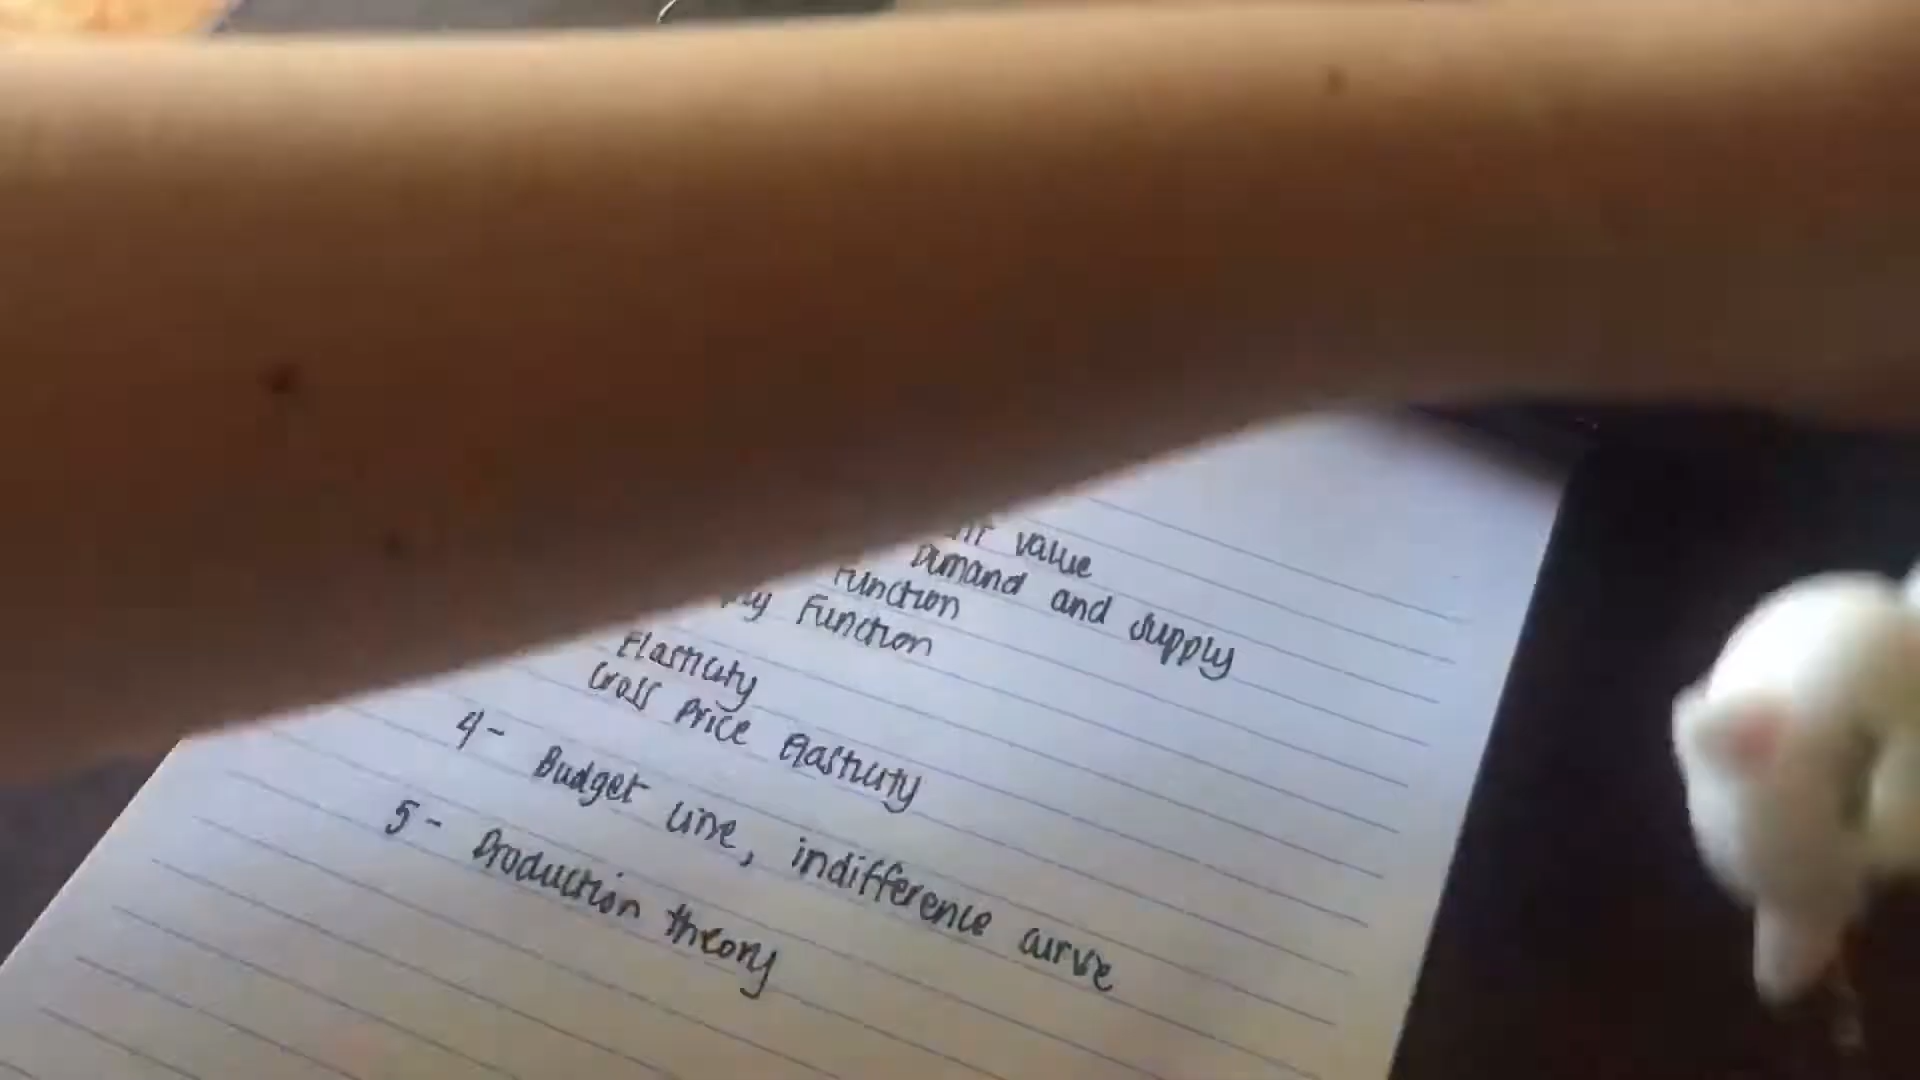 value
Demand and supply
Function
Function
Elasticity
Cross Price Elasticity
4- Budget line, indifference curve
5- Production theory